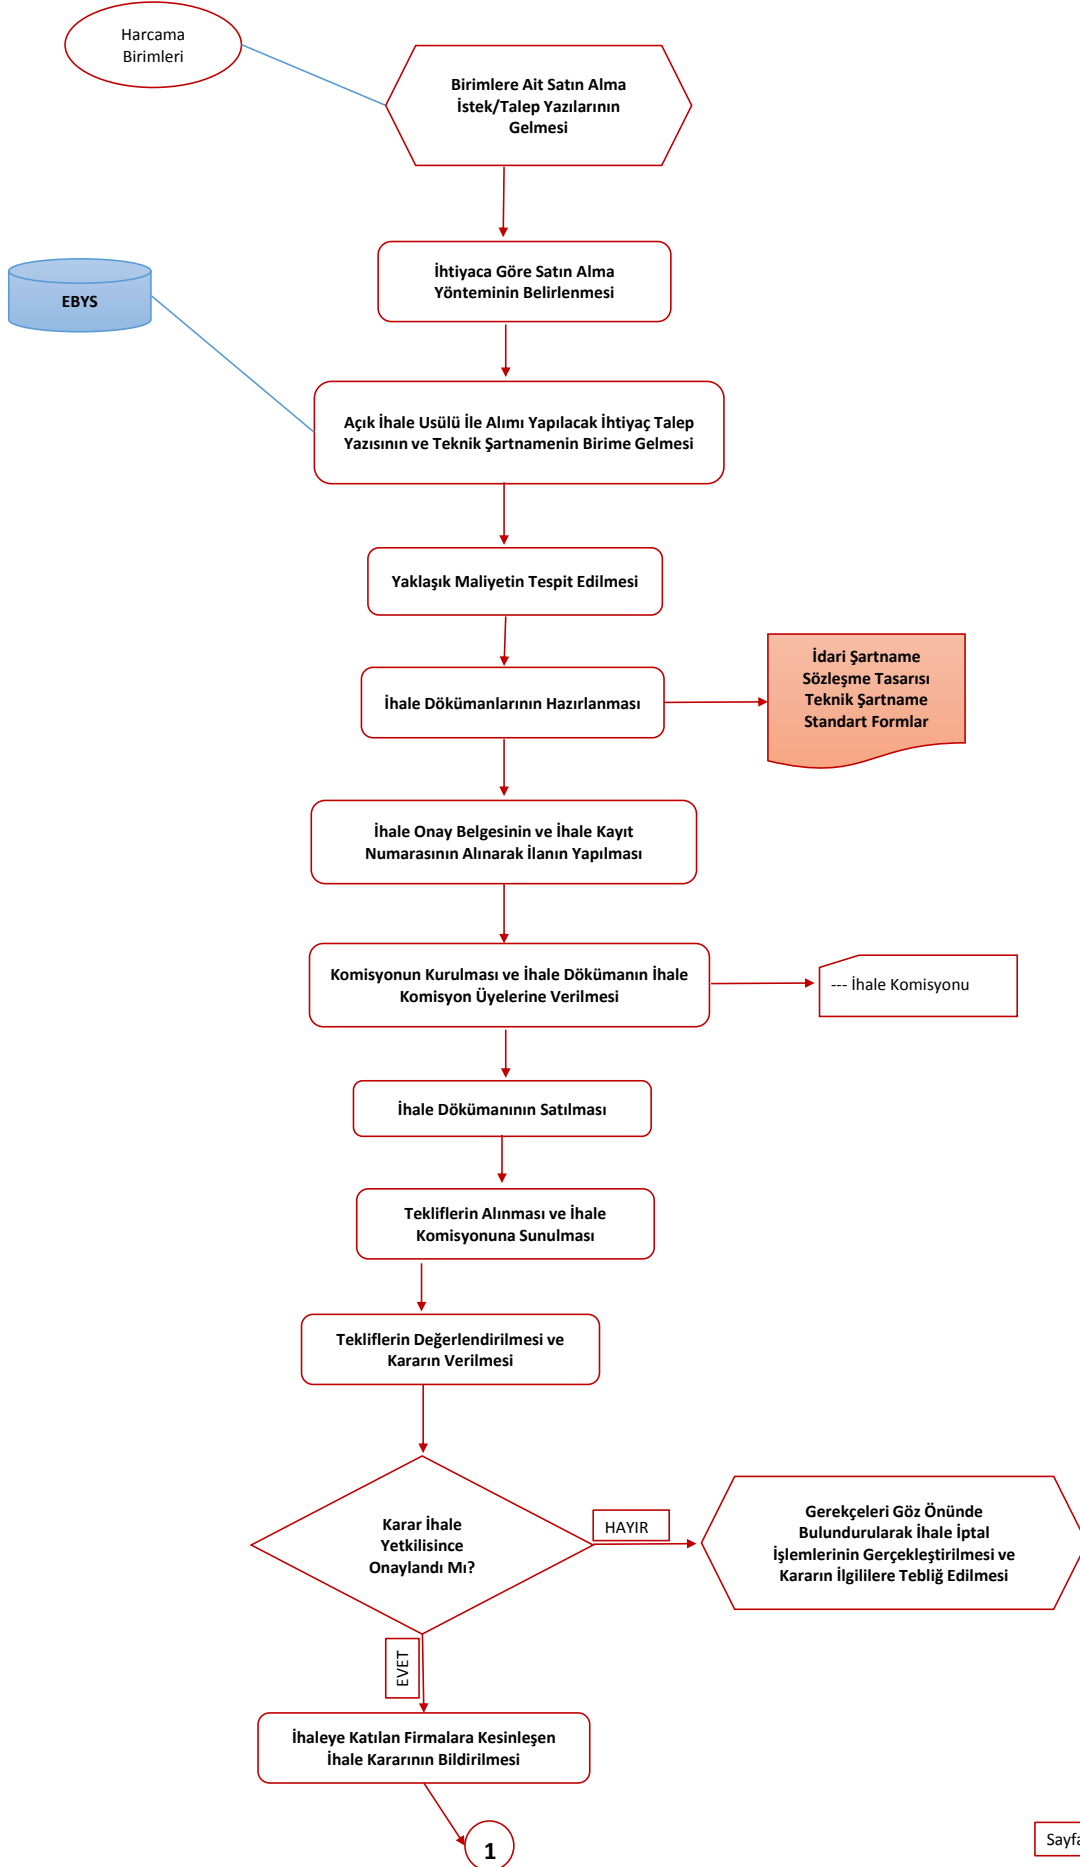 Harcama
Birimleri
Birimlere Ait Satın Alma
İstek/Talep Yazılarının
Gelmesi
İhtiyaca Göre Satın Alma
Yönteminin Belirlenmesi
EBYS
Açık İhale Usülü İle Alımı Yapılacak İhtiyaç Talep
Yazısının ve Teknik Şartnamenin Birime Gelmesi
Yaklaşık Maliyetin Tespit Edilmesi
İhale Dökümanlarının Hazırlanması
İdari Şartname
Sözleşme Tasarısı
Teknik Şartname
Standart Formlar
İhale Onay Belgesinin ve İhale Kayıt
Numarasının Alınarak İlanın Yapılması
Komisyonun Kurulması ve İhale Dökümanın İhale
Komisyon Üyelerine Verilmesi
--- İhale Komisyonu
İhale Dökümanının Satılması
Tekliflerin Alınması ve İhale
Komisyonuna Sunulması
Tekliflerin Değerlendirilmesi ve
Kararın Verilmesi
Karar İhale
Yetkilisince
Onaylandı Mı?
HAYIR
Gerekçeleri Göz Önünde
Bulundurularak İhale İptal
İşlemlerinin Gerçekleştirilmesi ve
Kararın İlgililere Tebliğ Edilmesi
EVET
İhaleye Katılan Firmalara Kesinleşen
İhale Kararının Bildirilmesi
1
Sayfa